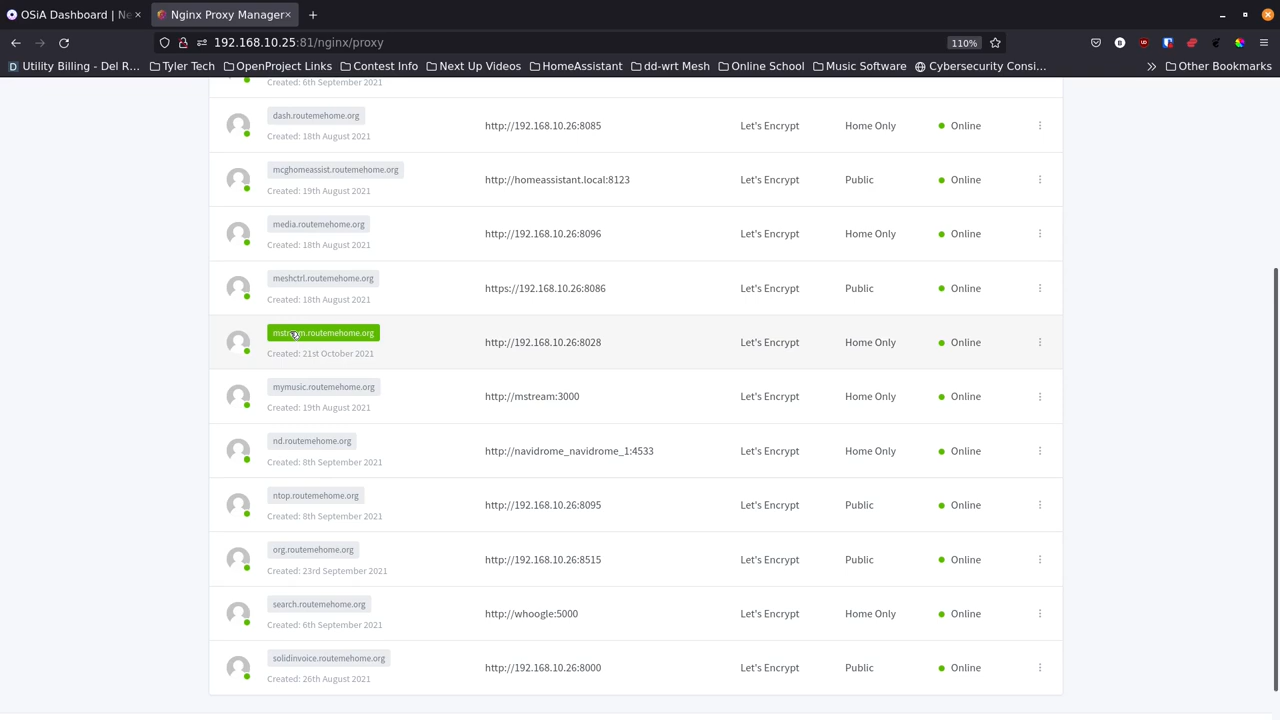 OSiA Dashboard | Ne
Nginx Proxy Manager
192.168.10.25:81/nginx/proxy
110%
Utility Billing - Del R…
Tyler Tech
OpenProject Links
Contest Info
Next Up Videos
HomeAssistant
dd-wrt Mesh
Online School
Music Software
Cybersecurity Consi…
Other Bookmarks
Created: 6th September 2021
dash.routemehome.org
Created: 18th August 2021
http://192.168.10.26:8085
Let's Encrypt
Home Only
Online
mcghomeassist.routemehome.org
Created: 19th August 2021
http://homeassistant.local:8123
Let's Encrypt
Public
Online
media.routemehome.org
Created: 18th August 2021
http://192.168.10.26:8096
Let's Encrypt
Home Only
Online
meshctrl.routemehome.org
Created: 18th August 2021
https://192.168.10.26:8086
Let's Encrypt
Public
Online
mstream.routemehome.org
Created: 21st October 2021
http://192.168.10.26:8028
Let's Encrypt
Home Only
Online
mymusic.routemehome.org
Created: 19th August 2021
http://mstream:3000
Let's Encrypt
Home Only
Online
nd.routemehome.org
Created: 8th September 2021
http://navidrome_navidrome_1:4533
Let's Encrypt
Home Only
Online
ntop.routemehome.org
Created: 8th September 2021
http://192.168.10.26:8095
Let's Encrypt
Public
Online
org.routemehome.org
Created: 23rd September 2021
http://192.168.10.26:8515
Let's Encrypt
Public
Online
search.routemehome.org
Created: 6th September 2021
http://whoogle:5000
Let's Encrypt
Home Only
Online
solidinvoice.routemehome.org
Created: 26th August 2021
http://192.168.10.26:8000
Let's Encrypt
Public
Online